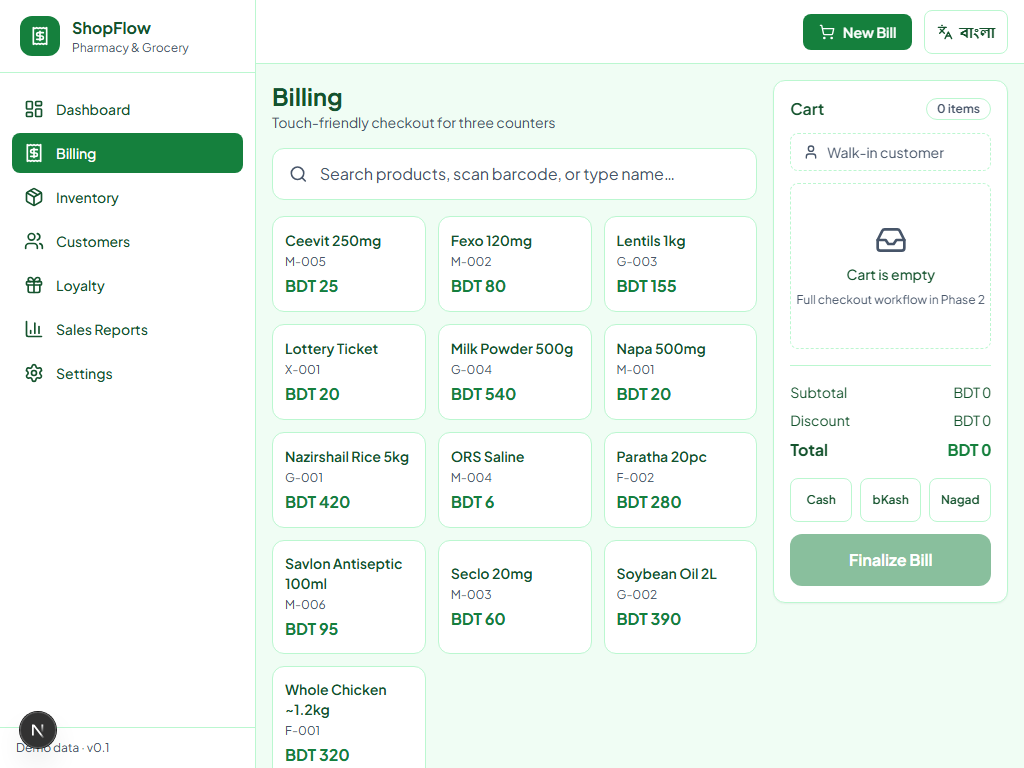 ShopFlow
Pharmacy & Grocery
Dashboard
Billing
Inventory
Customers
Loyalty
Sales Reports
Settings
N
Demo data · v0.1
New Bill
বাংলা
Billing
Touch-friendly checkout for three counters
Search products, scan barcode, or type name…
Ceevit 250mg
M-005
BDT 25
Fexo 120mg
M-002
BDT 80
Lentils 1kg
G-003
BDT 155
Lottery Ticket
X-001
BDT 20
Milk Powder 500g
G-004
BDT 540
Napa 500mg
M-001
BDT 20
Nazirshail Rice 5kg
G-001
BDT 420
ORS Saline
M-004
BDT 6
Paratha 20pc
F-002
BDT 280
Savlon Antiseptic
100ml
M-006
BDT 95
Seclo 20mg
M-003
BDT 60
Soybean Oil 2L
G-002
BDT 390
Whole Chicken
~1.2kg
F-001
BDT 320
Cart
0 items
Walk-in customer
Cart is empty
Full checkout workflow in Phase 2
Subtotal BDT 0
Discount BDT 0
Total BDT 0
Cash bKash Nagad
Finalize Bill